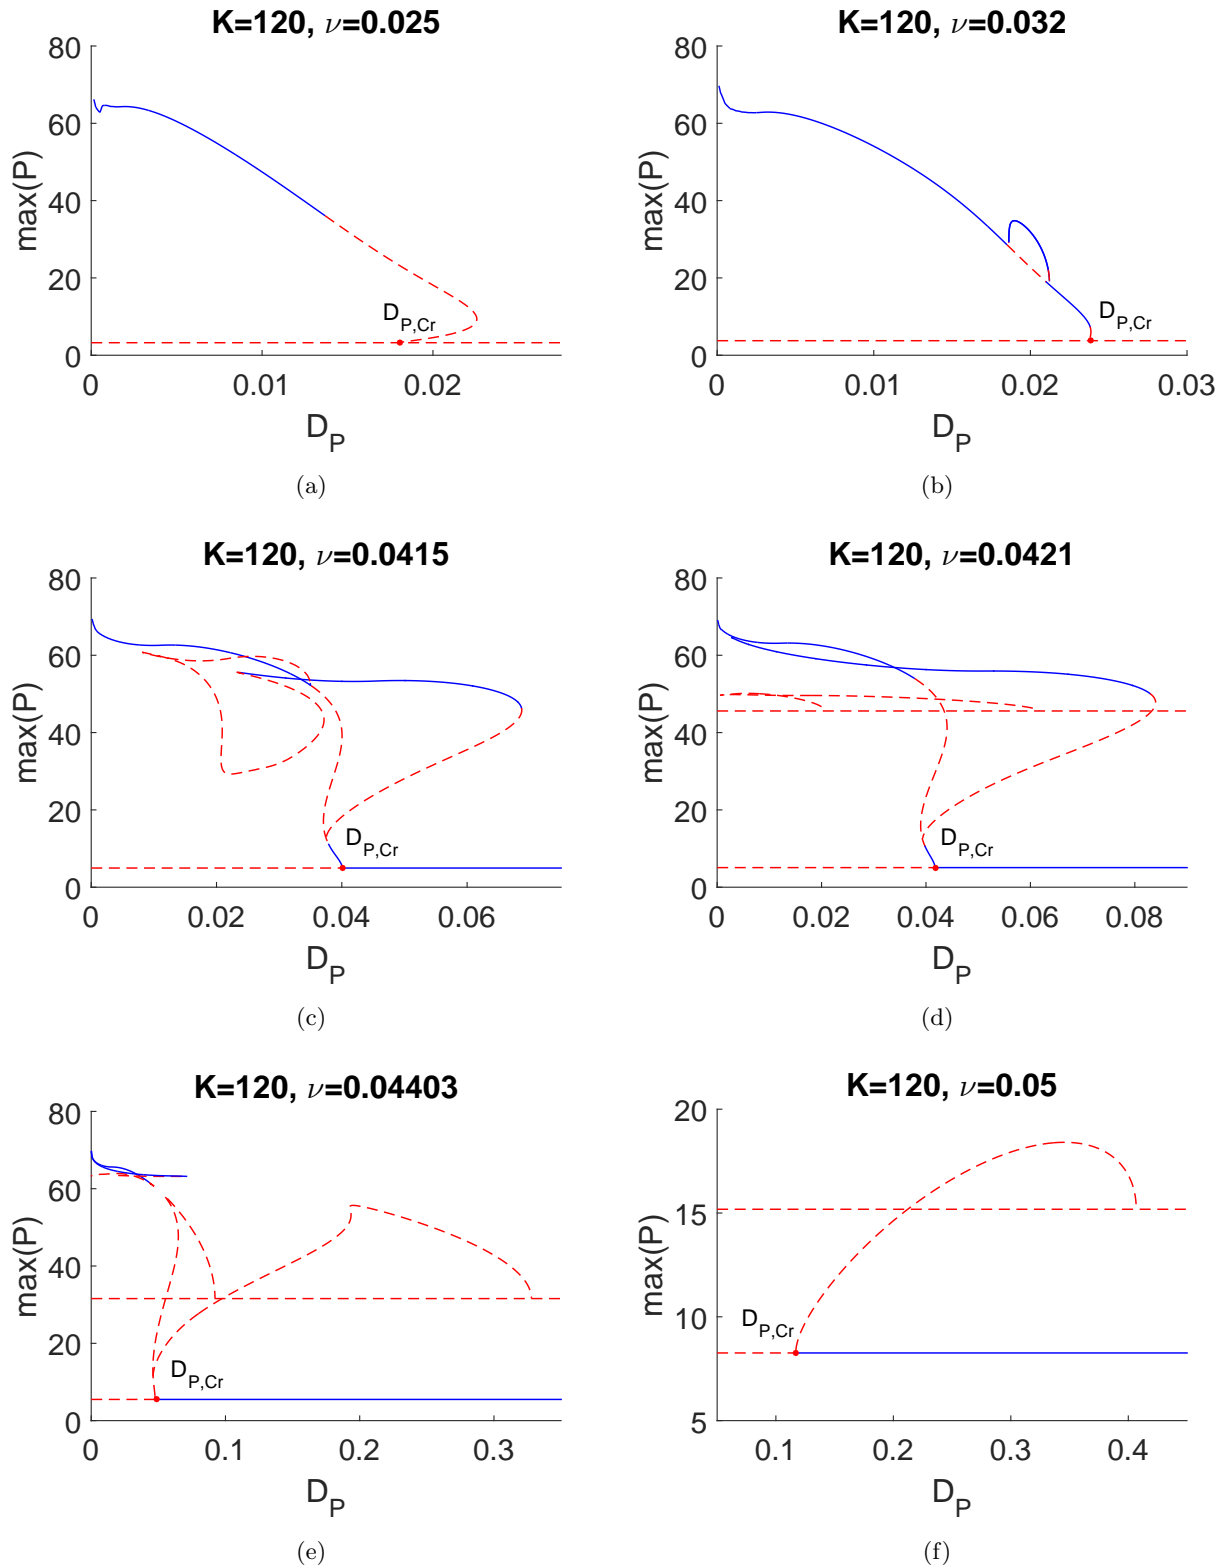 K=120, ν=0.025
80
60
40
20
0
max(P)
D_P,Cr
0
0.01
0.02
D_P
(a)
K=120, ν=0.032
80
60
40
20
0
max(P)
D_P,Cr
0
0.01
0.02
0.03
D_P
(b)
K=120, ν=0.0415
80
60
40
20
0
max(P)
D_P,Cr
0
0.02
0.04
0.06
D_P
(c)
K=120, ν=0.0421
80
60
40
20
0
max(P)
D_P,Cr
0
0.02
0.04
0.06
0.08
D_P
(d)
K=120, ν=0.04403
80
60
40
20
0
max(P)
D_P,Cr
0
0.1
0.2
0.3
D_P
(e)
K=120, ν=0.05
20
15
10
5
max(P)
D_P,Cr
0.1
0.2
0.3
0.4
D_P
(f)